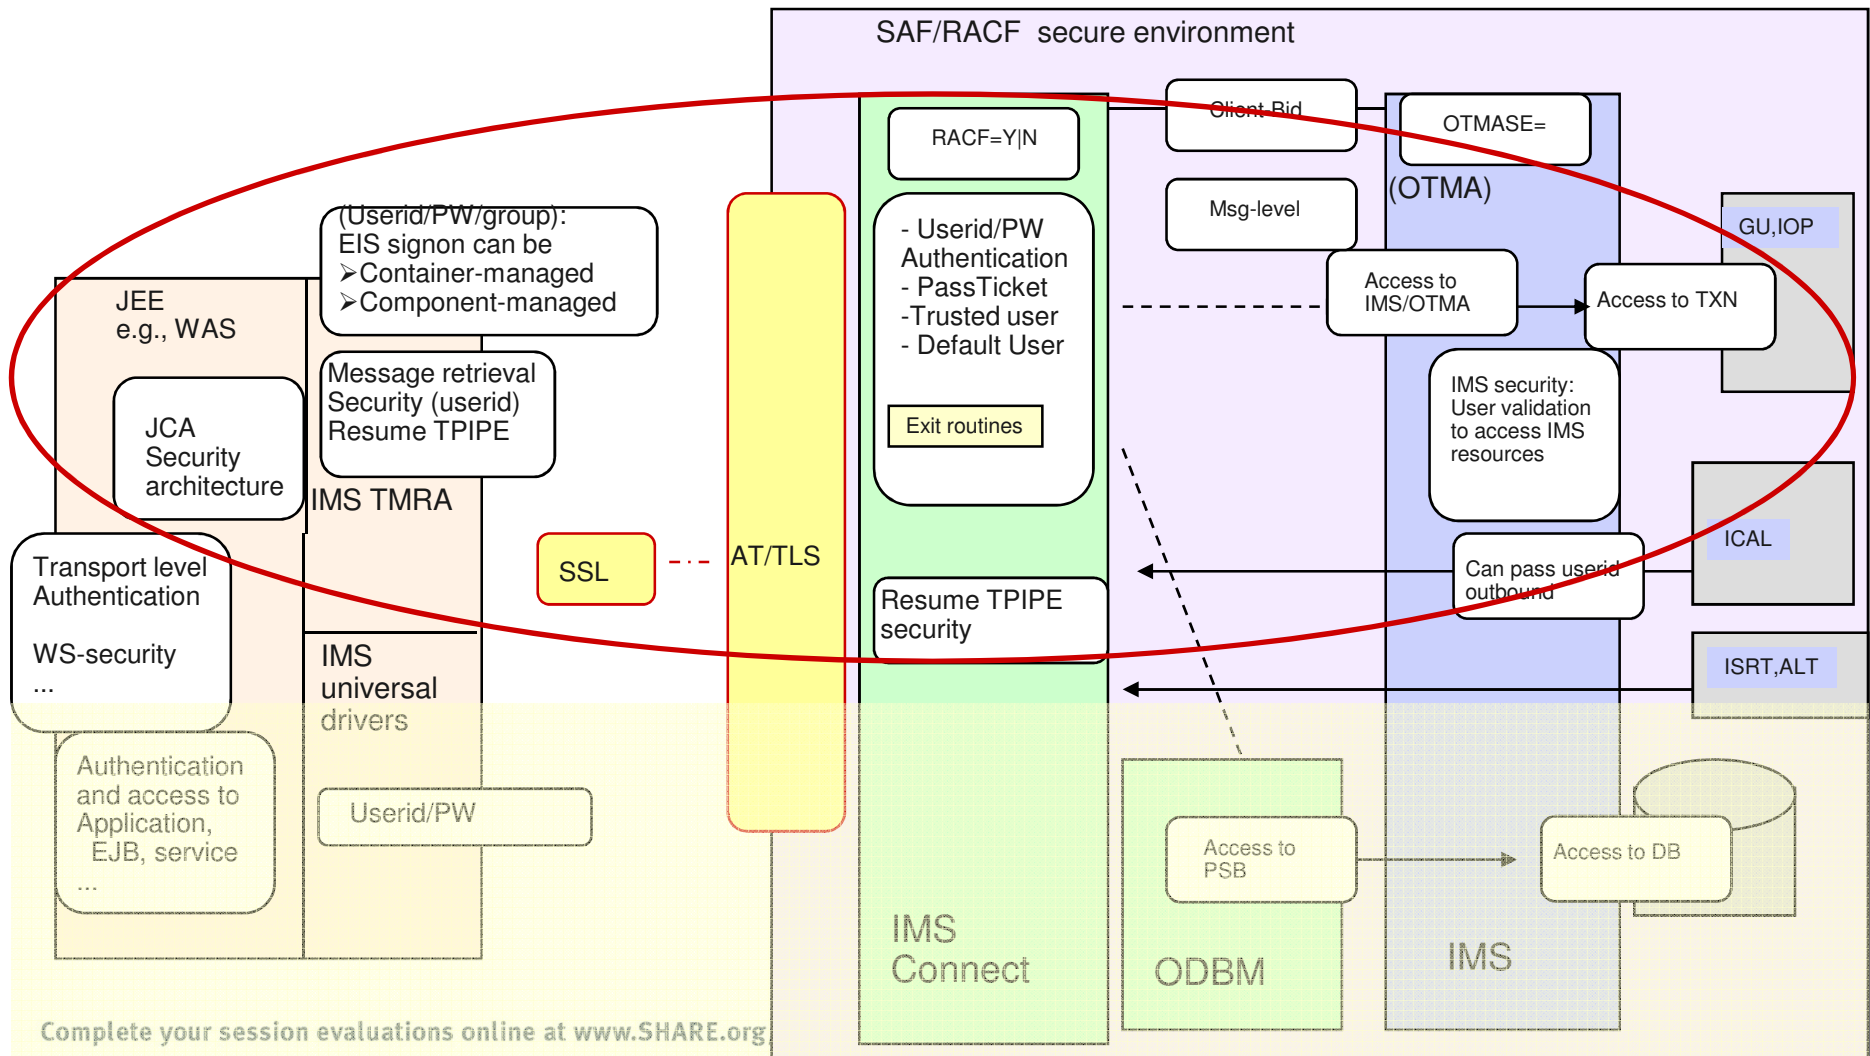 SAF/RACF secure environment
Client-Bid
RACF=Y|N
OTMASE=
(OTMA)
Msg-level
(Userid/PW/group):
EIS signon can be
➢Container-managed
➢Component-managed
- Userid/PW
Authentication
- PassTicket
-Trusted user
- Default User
Exit routines
GU,IOP
Access to
IMS/OTMA
Access to TXN
JEE
e.g., WAS
Message retrieval
Security (userid)
Resume TPIPE
JCA
Security
architecture
IMS TMRA
IMS security:
User validation
to access IMS
resources
SSL
AT/TLS
ICAL
Can pass userid
outbound
Transport level
Authentication
WS-security
...
Resume TPIPE
security
IMS
universal
drivers
ISRT,ALT
Authentication
and access to
Application,
EJB, service
...
Userid/PW
Access to
PSB
Access to DB
IMS
Connect
ODBM
IMS
Complete your session evaluations online at www.SHARE.org